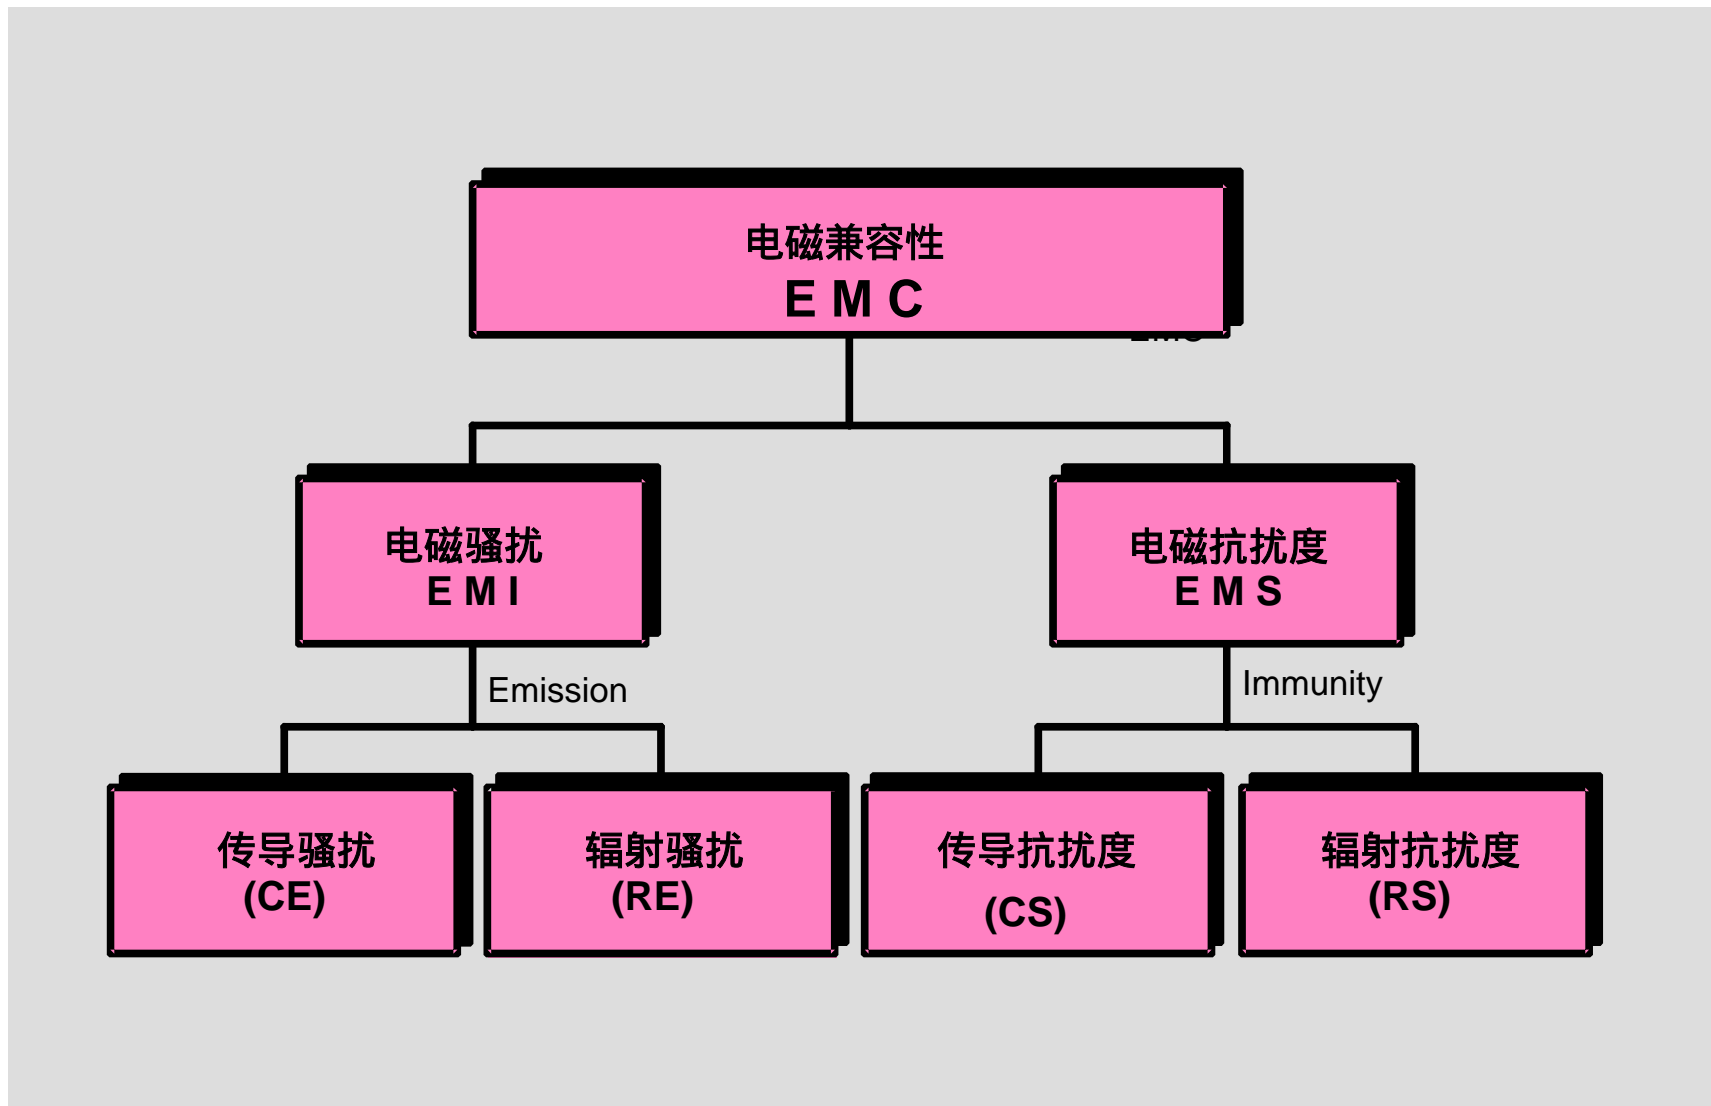 电磁兼容性
E M C
电磁骚扰
E M I
电磁抗扰度
E M S
Emission
Immunity
传导骚扰
(CE)
辐射骚扰
(RE)
传导抗扰度
(CS)
辐射抗扰度
(RS)